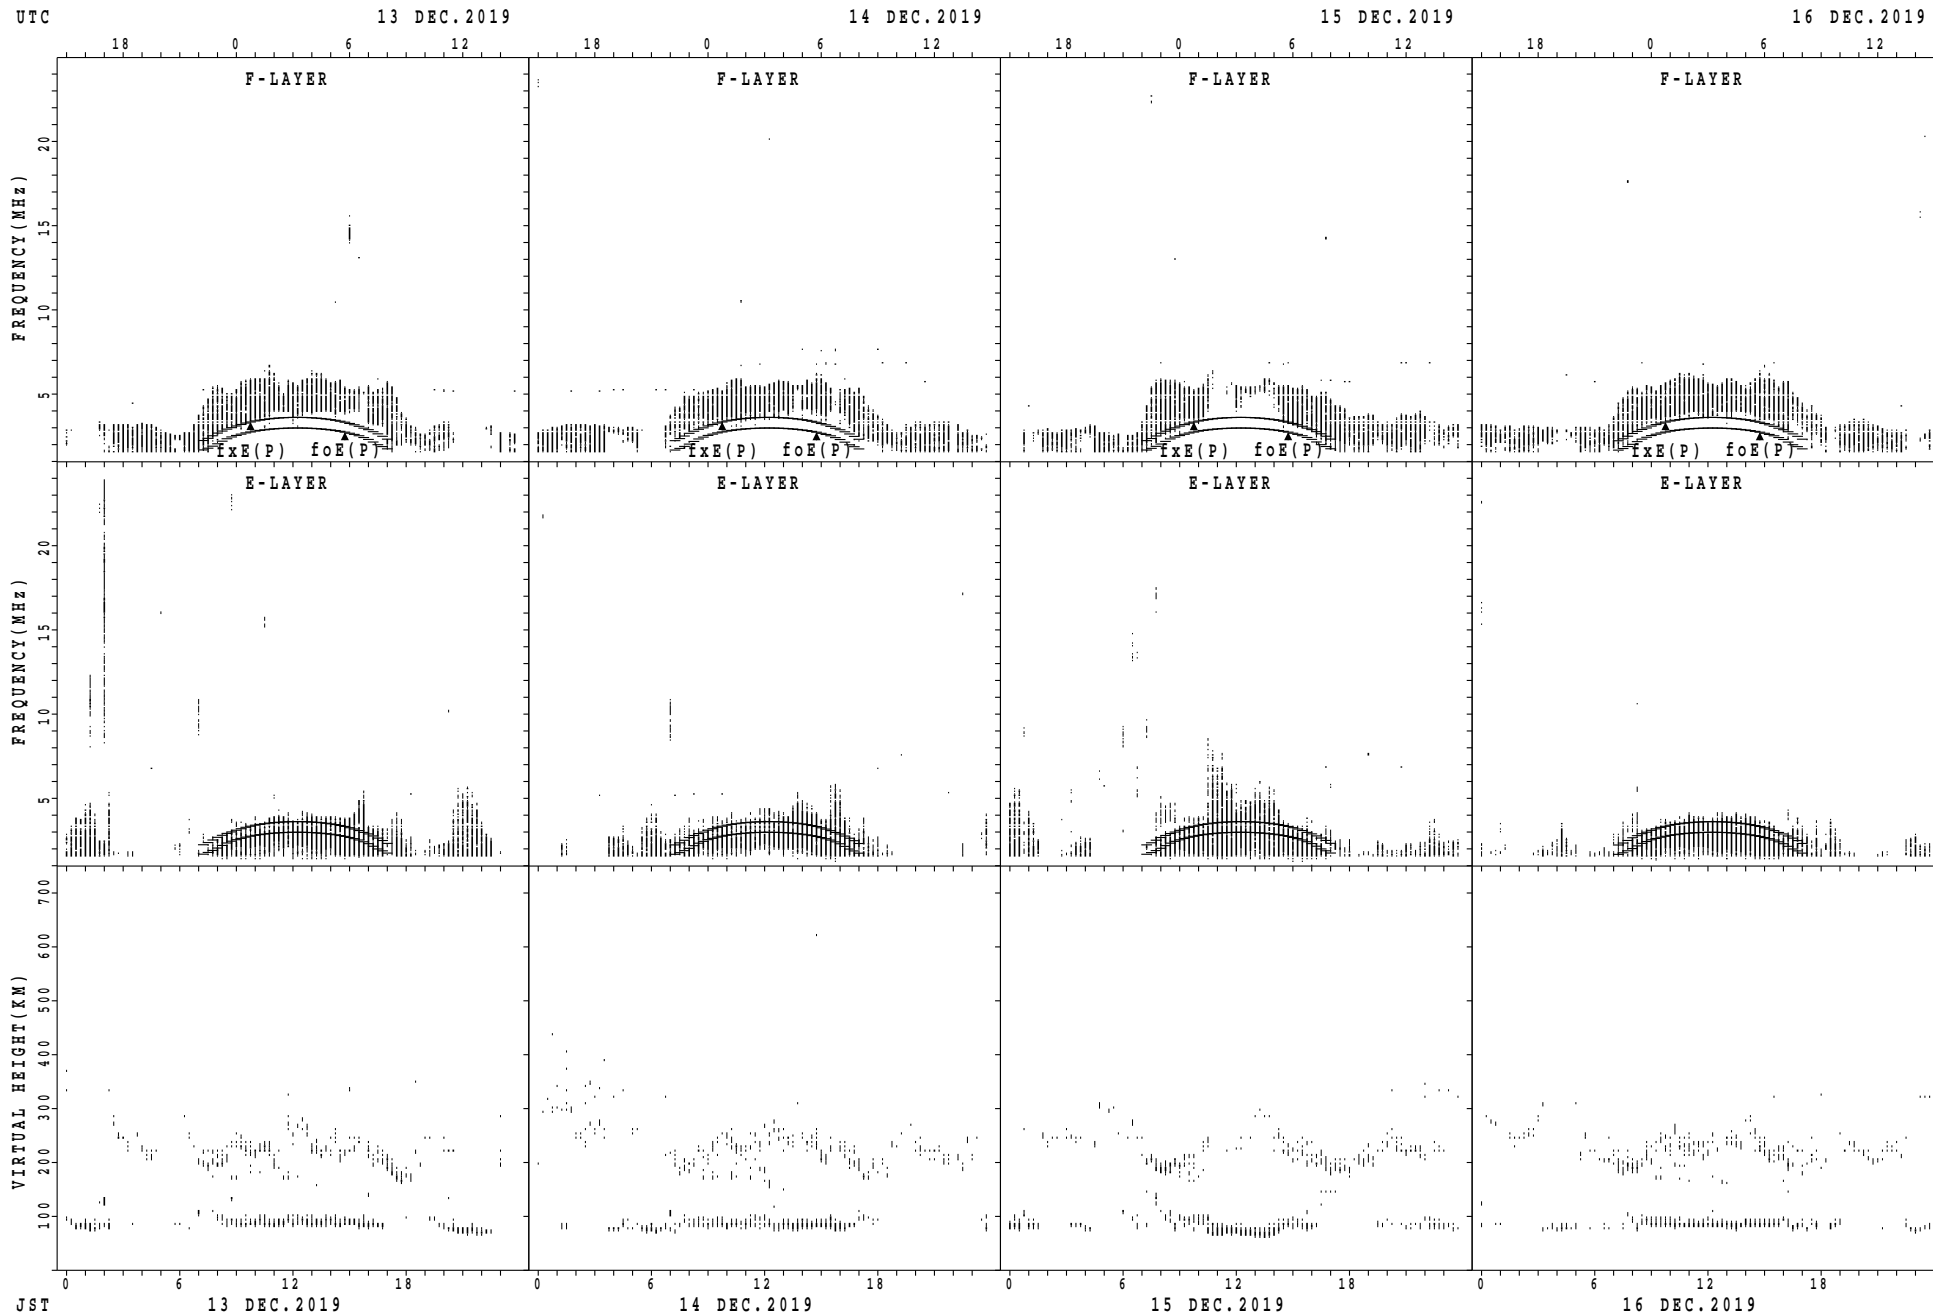 UTC 13 DEC.2019 14 DEC.2019 15 DEC.2019 16 DEC.2019
18 0 6 12 18 0 6 12 18 0 6 12 18 0 6 12
F-LAYER F-LAYER F-LAYER F-LAYER
FREQUENCY(MHz)
20
15
10
5
fxE(P) foE(P) fxE(P) foE(P) fxE(P) foE(P) fxE(P) foE(P)
E-LAYER E-LAYER E-LAYER E-LAYER
FREQUENCY(MHz)
20
15
10
5
VIRTUAL HEIGHT(KM)
700
600
500
400
300
200
100
0 6 12 18 0 6 12 18 0 6 12 18 0 6 12 18
JST 13 DEC.2019 14 DEC.2019 15 DEC.2019 16 DEC.2019